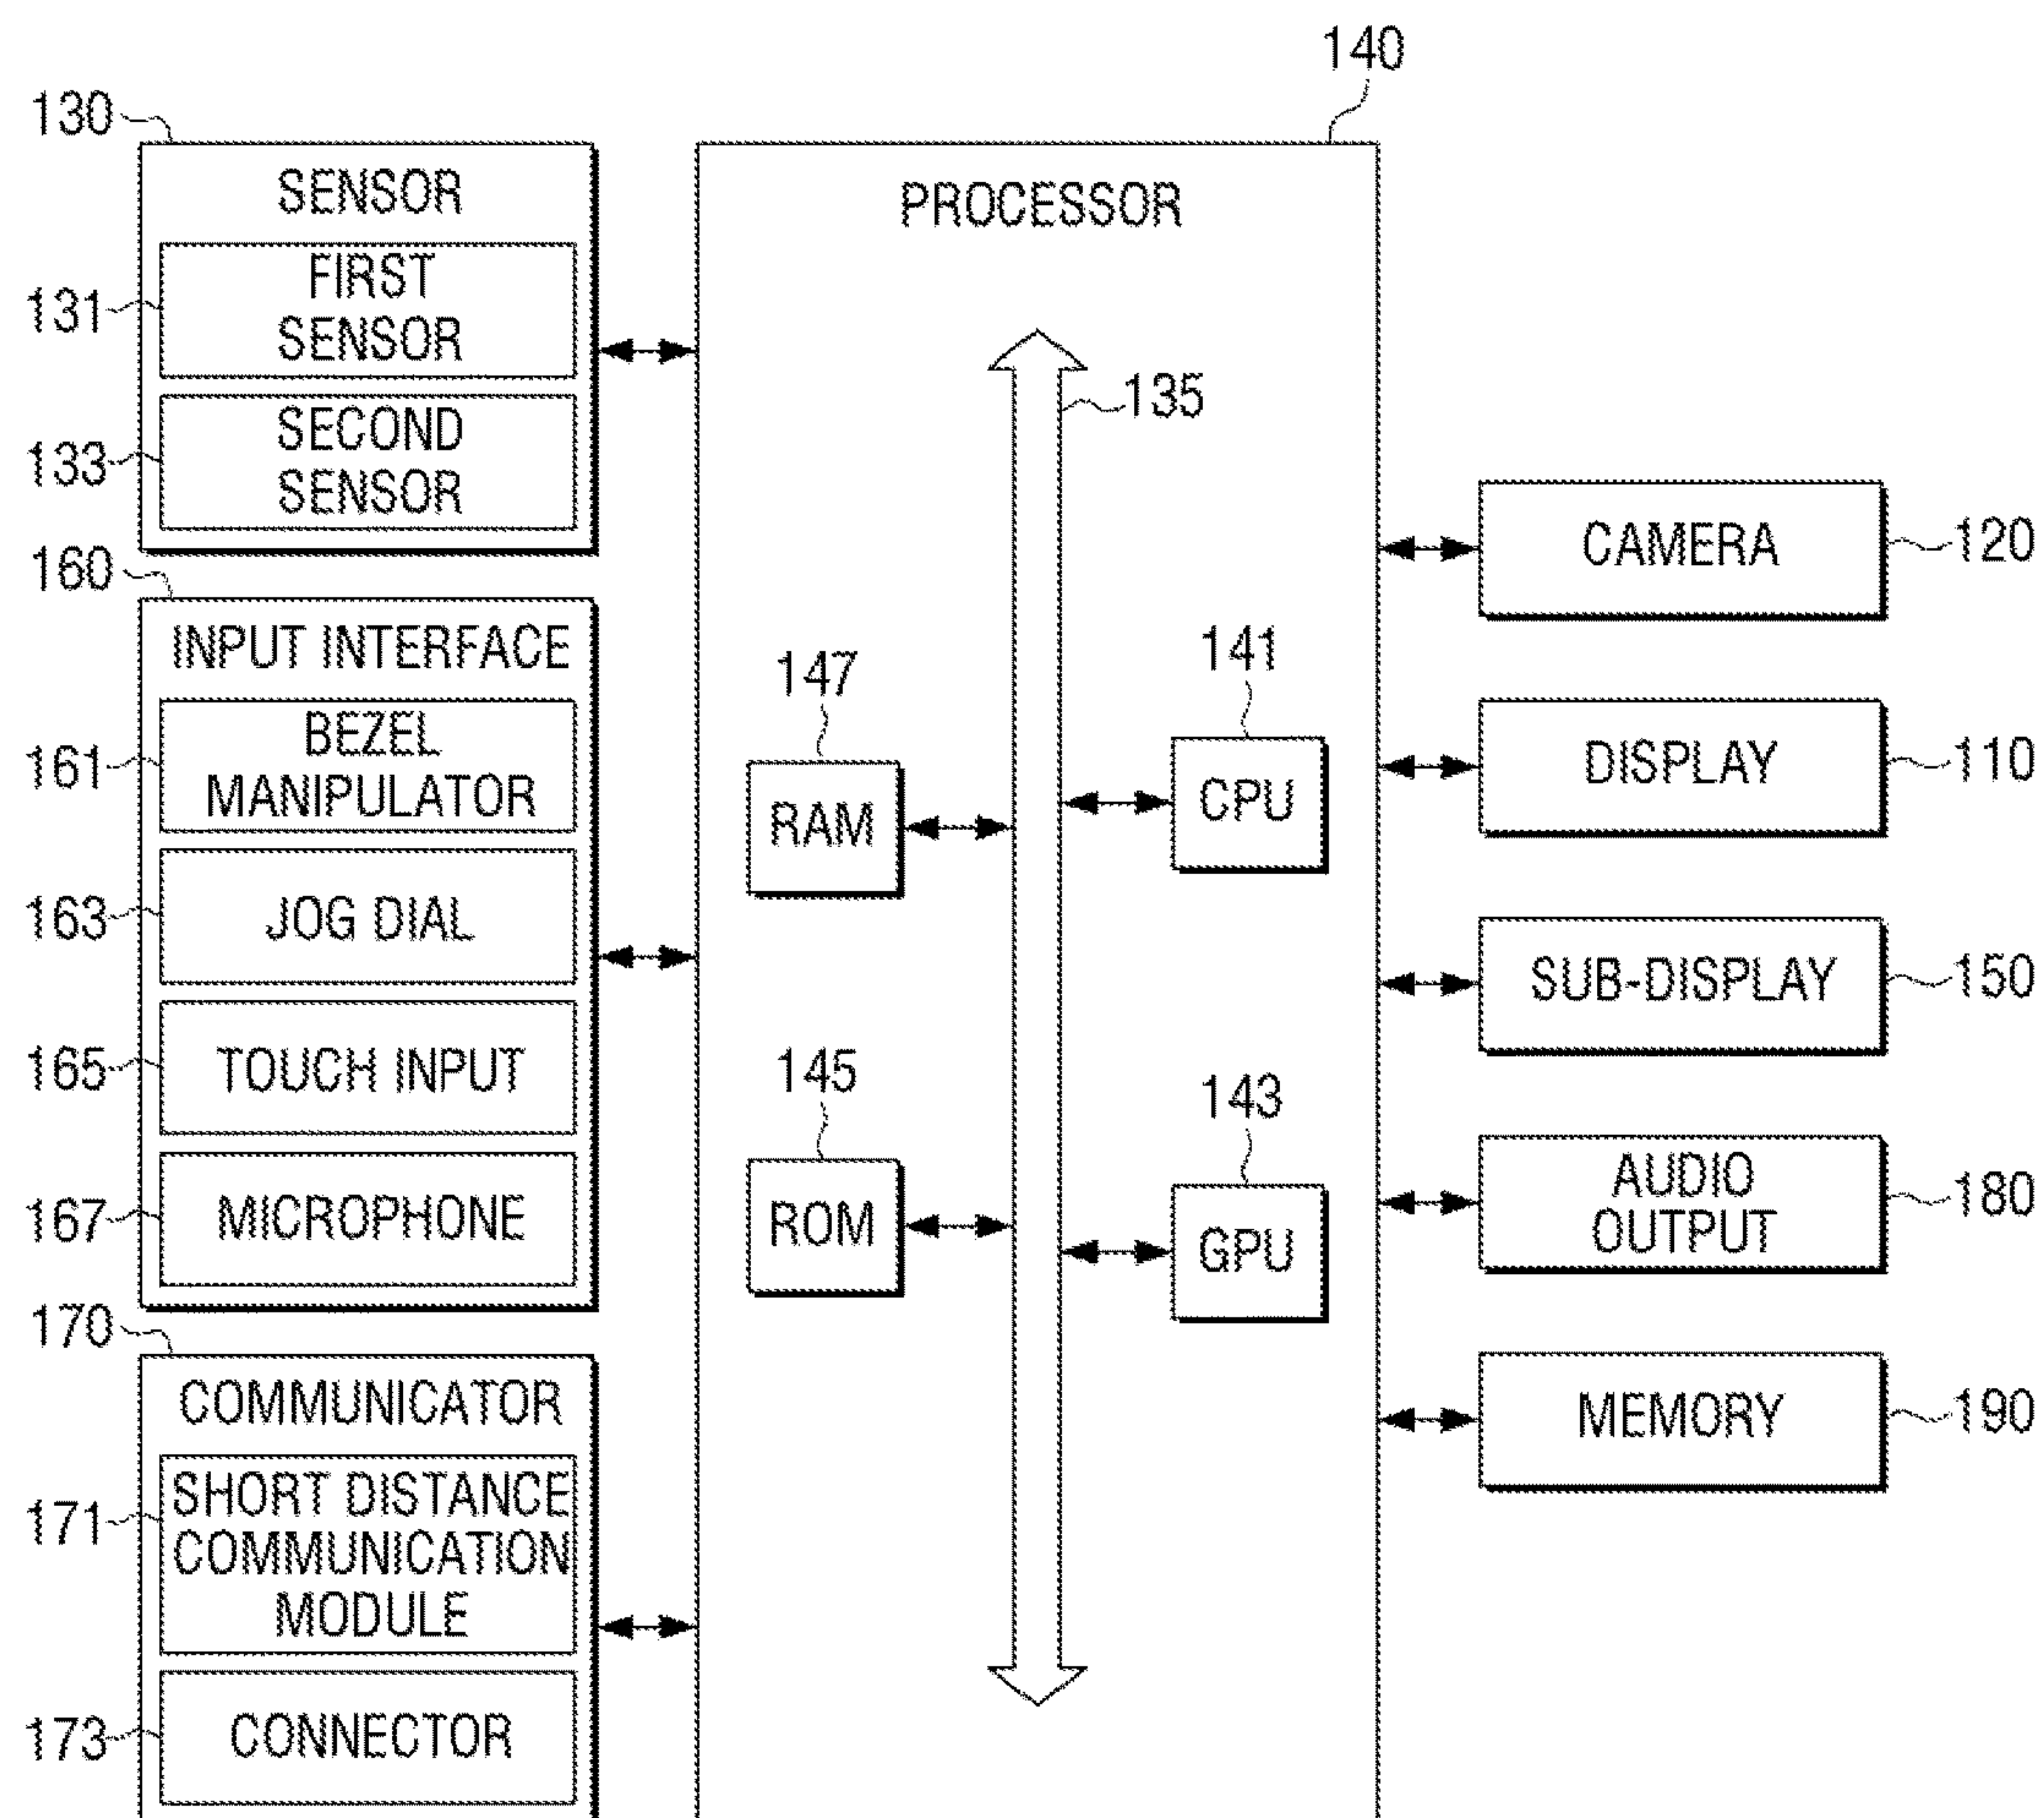 140
130
SENSOR
PROCESSOR
131
FIRST
SENSOR
135
133
SECOND
SENSOR
CAMERA
120
160
INPUT INTERFACE
161
BEZEL
MANIPULATOR
147
RAM
141
CPU
DISPLAY
110
163
JOG DIAL
SUB-DISPLAY
150
165
TOUCH INPUT
145
ROM
143
GPU
167
MICROPHONE
AUDIO
OUTPUT
180
170
COMMUNICATOR
MEMORY
190
171
SHORT DISTANCE
COMMUNICATION
MODULE
173
CONNECTOR